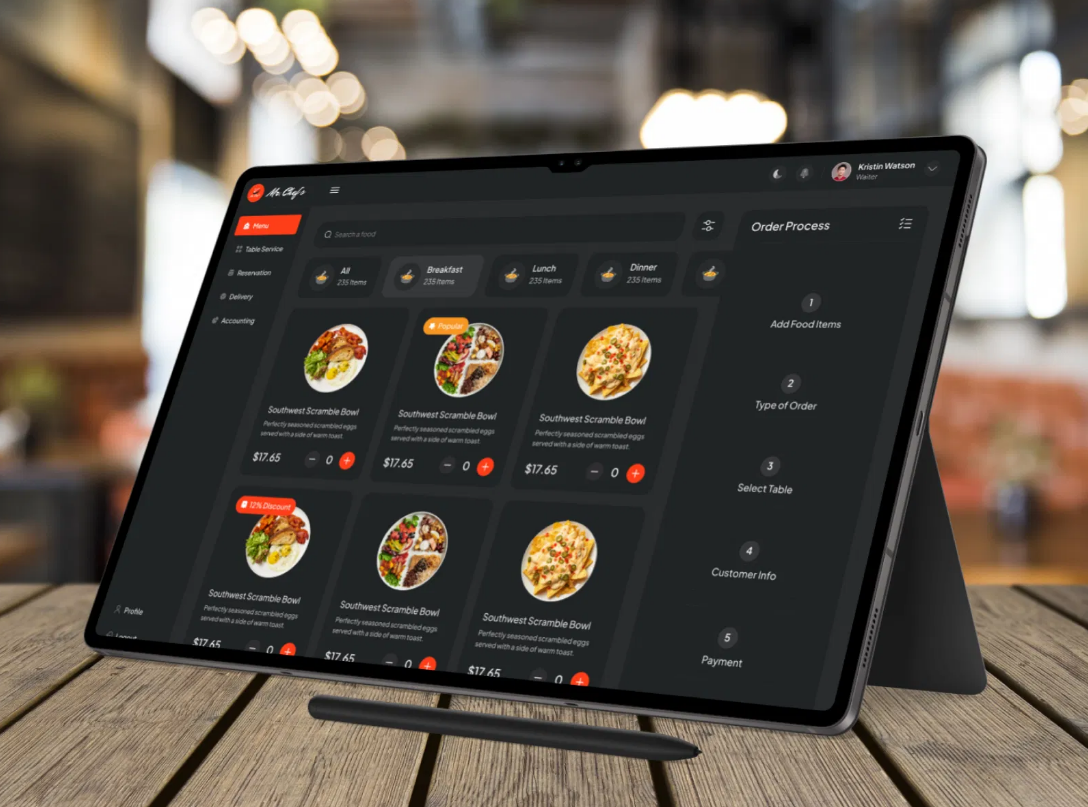 Mr. Chef's
Kristin Watson
Waiter
Menu
Table Service
Reservation
Delivery
Accounting
Profile
Logout
Search a food
All
235 Items
Breakfast
235 Items
Lunch
235 Items
Dinner
235 Items
Southwest Scramble Bowl
Perfectly seasoned scrambled eggs
served with a side of warm toast.
$17.65
0
Popular
Southwest Scramble Bowl
Perfectly seasoned scrambled eggs
served with a side of warm toast.
$17.65
0
Southwest Scramble Bowl
Perfectly seasoned scrambled eggs
served with a side of warm toast.
$17.65
0
12% Discount
Southwest Scramble Bowl
Perfectly seasoned scrambled eggs
served with a side of warm toast.
$17.65
0
Southwest Scramble Bowl
Perfectly seasoned scrambled eggs
served with a side of warm toast.
$17.65
0
Southwest Scramble Bowl
Perfectly seasoned scrambled eggs
served with a side of warm toast.
$17.65
0
Order Process
1
Add Food Items
2
Type of Order
3
Select Table
4
Customer Info
5
Payment